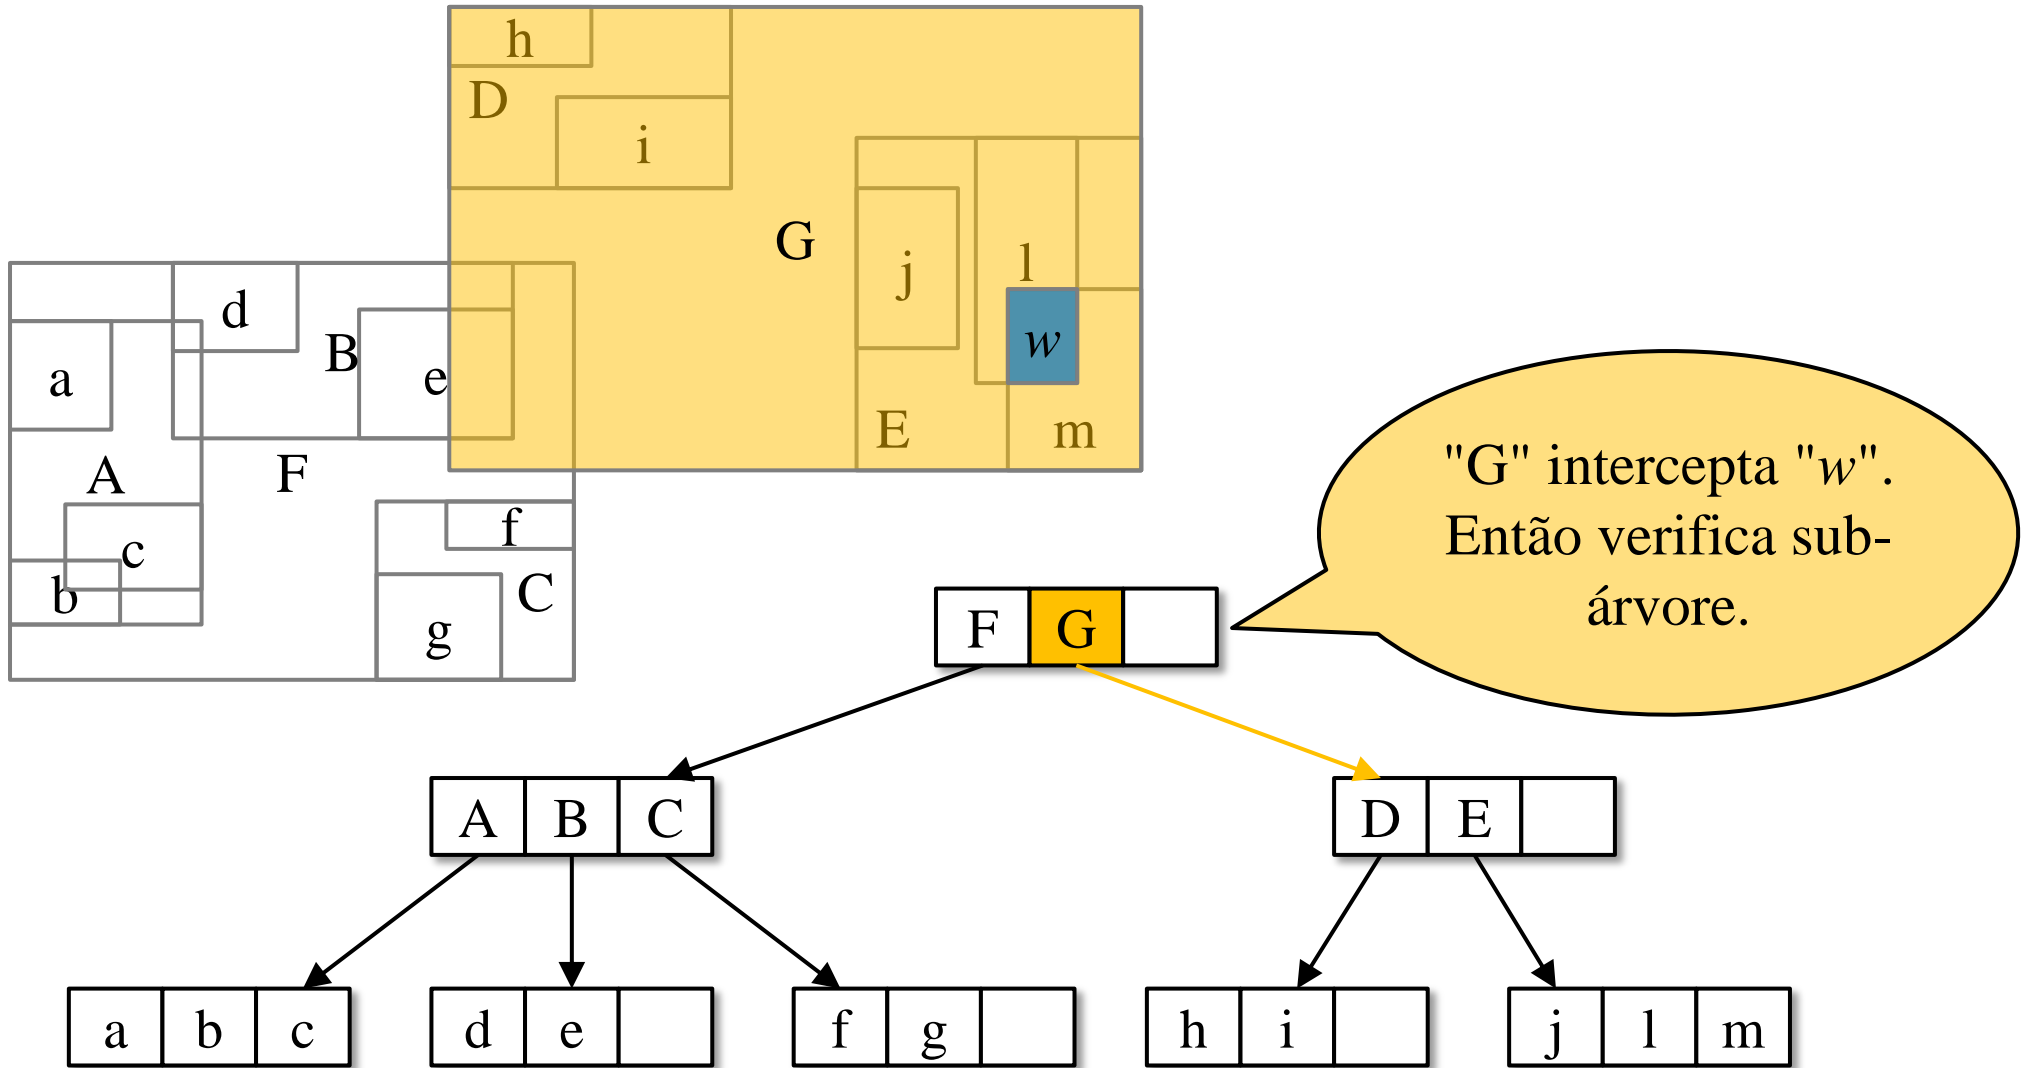 h
D
i
G
j
l
w
E
m
d
B
e
a
A
F
c
b
f
C
g
"G" intercepta "w".
Então verifica sub-
árvore.
F G
A B C
D E
a b c
d e
f g
h i
j l m